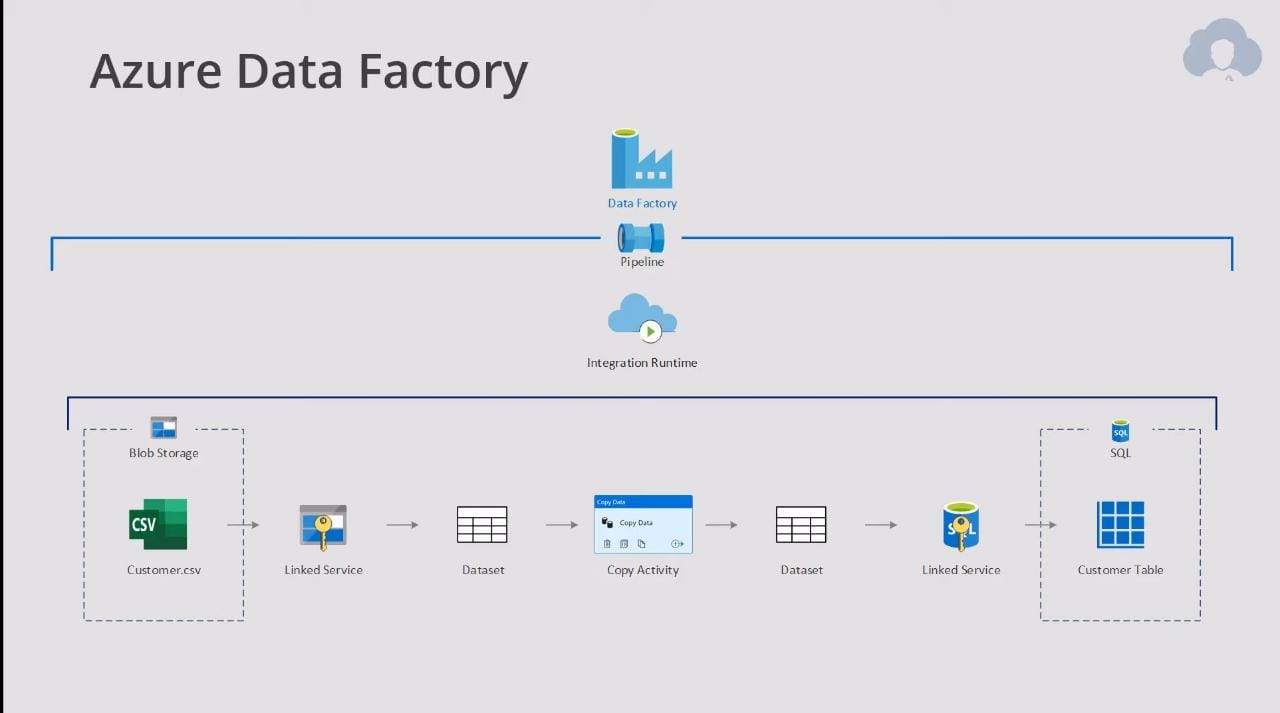 Azure Data Factory
Data Factory
Pipeline
Integration Runtime
Blob Storage
SQL
SQL
CSV
Copy Data
Copy Data
SQL
Customer.csv
Linked Service
Dataset
Copy Activity
Dataset
Linked Service
Customer Table